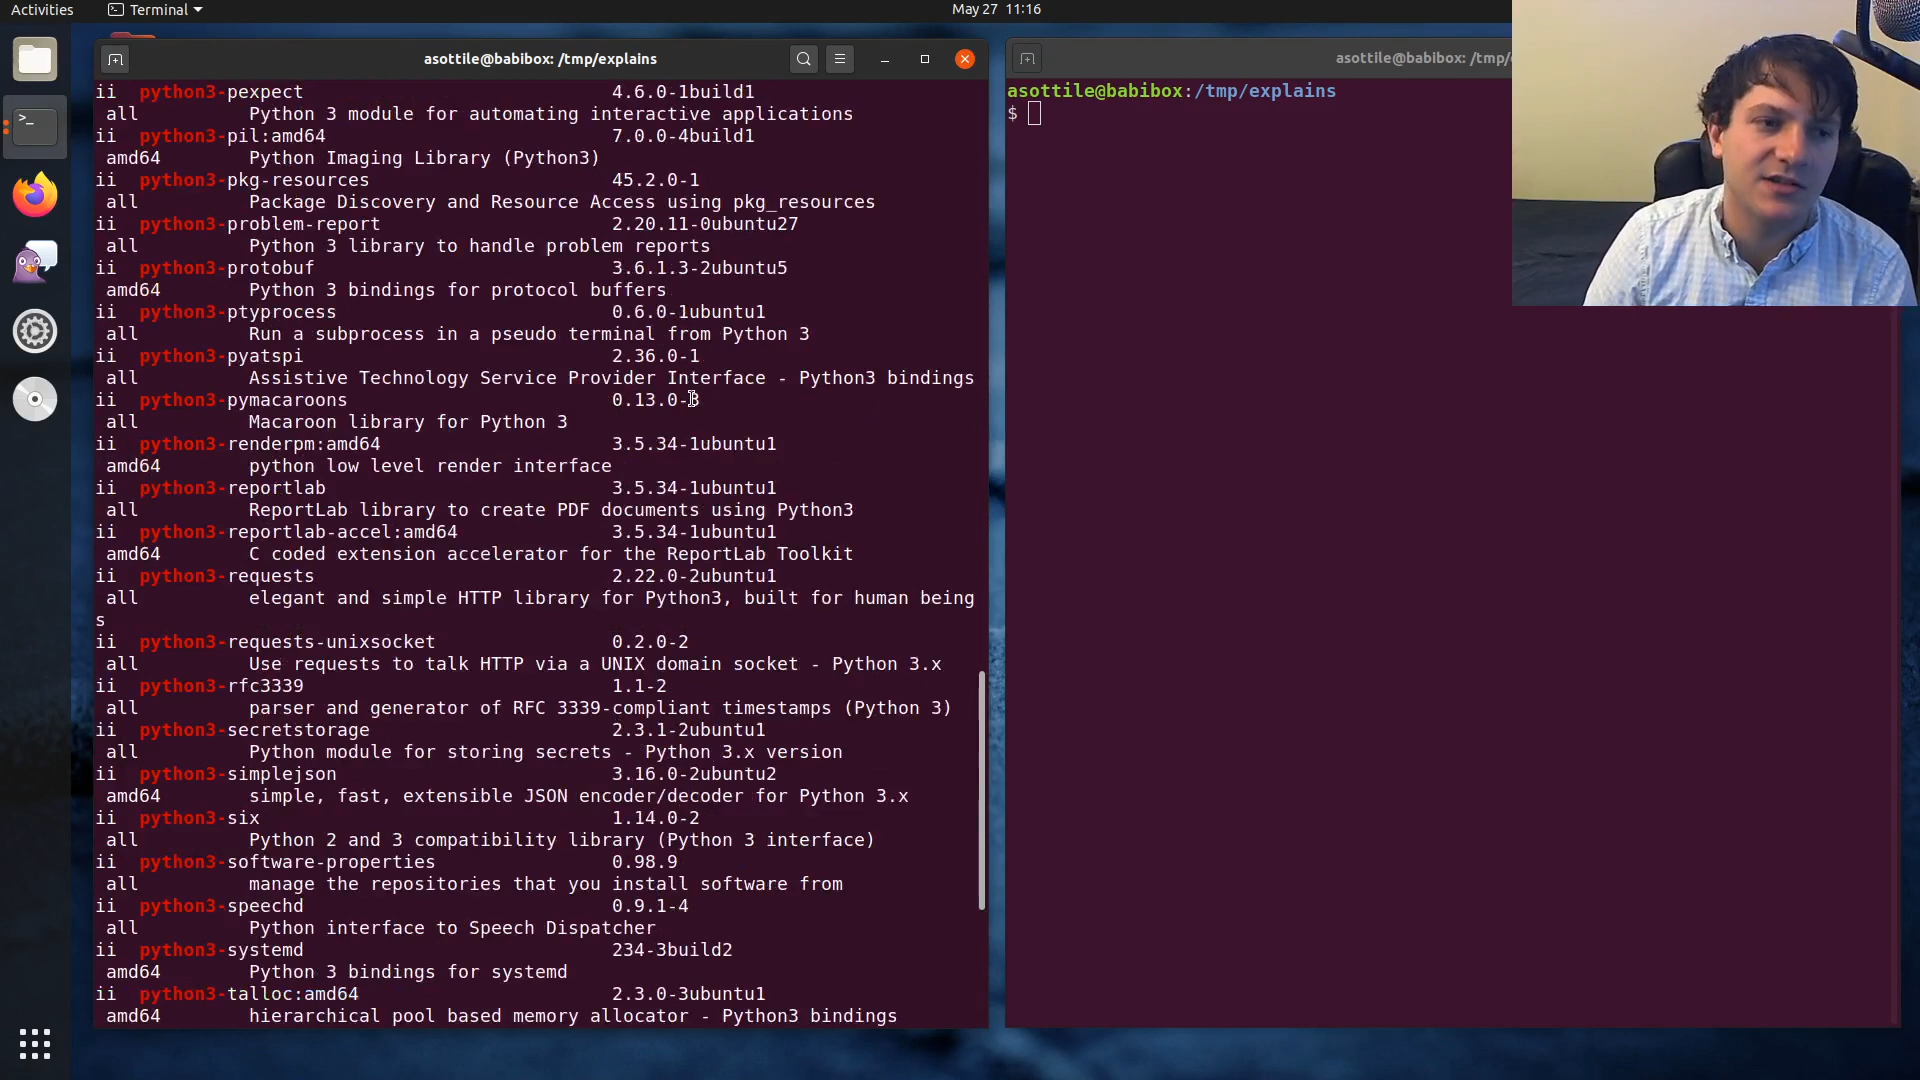 Activities
Terminal
May 27 11:16
asottile@babibox: /tmp/explains
ii python3-pexpect 4.6.0-1build1
all Python 3 module for automating interactive applications
ii python3-pil:amd64 7.0.0-4build1
amd64 Python Imaging Library (Python3)
ii python3-pkg-resources 45.2.0-1
all Package Discovery and Resource Access using pkg_resources
ii python3-problem-report 2.20.11-0ubuntu27
all Python 3 library to handle problem reports
ii python3-protobuf 3.6.1.3-2ubuntu5
amd64 Python 3 bindings for protocol buffers
ii python3-ptyprocess 0.6.0-1ubuntu1
all Run a subprocess in a pseudo terminal from Python 3
ii python3-pyatspi 2.36.0-1
all Assistive Technology Service Provider Interface - Python3 bindings
ii python3-pymacaroons 0.13.0-3
all Macaroon library for Python 3
ii python3-renderpm:amd64 3.5.34-1ubuntu1
amd64 python low level render interface
ii python3-reportlab 3.5.34-1ubuntu1
all ReportLab library to create PDF documents using Python3
ii python3-reportlab-accel:amd64 3.5.34-1ubuntu1
amd64 C coded extension accelerator for the ReportLab Toolkit
ii python3-requests 2.22.0-2ubuntu1
all elegant and simple HTTP library for Python3, built for human being
s
ii python3-requests-unixsocket 0.2.0-2
all Use requests to talk HTTP via a UNIX domain socket - Python 3.x
ii python3-rfc3339 1.1-2
all parser and generator of RFC 3339-compliant timestamps (Python 3)
ii python3-secretstorage 2.3.1-2ubuntu1
all Python module for storing secrets - Python 3.x version
ii python3-simplejson 3.16.0-2ubuntu2
amd64 simple, fast, extensible JSON encoder/decoder for Python 3.x
ii python3-six 1.14.0-2
all Python 2 and 3 compatibility library (Python 3 interface)
ii python3-software-properties 0.98.9
all manage the repositories that you install software from
ii python3-speechd 0.9.1-4
all Python interface to Speech Dispatcher
ii python3-systemd 234-3build2
amd64 Python 3 bindings for systemd
ii python3-talloc:amd64 2.3.0-3ubuntu1
amd64 hierarchical pool based memory allocator - Python3 bindings
asottile@babibox: /tmp/
asottile@babibox:/tmp/explains
$